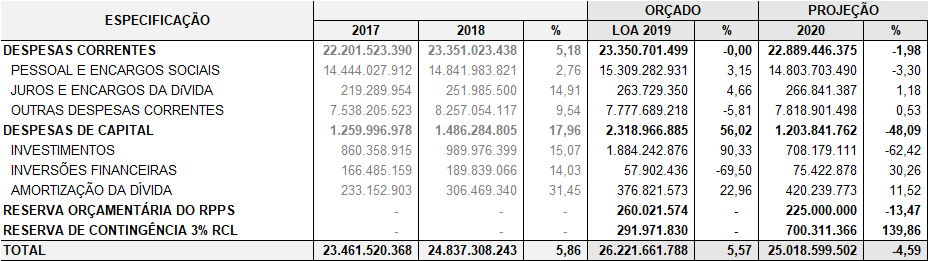 ESPECIFICAÇÃO ORÇADO PROJEÇÃO
2017 2018 % LOA 2019 % 2020 %
DESPESAS CORRENTES 22.201.523.390 23.351.023.438 5,18 23.350.701.499 -0,00 22.889.446.375 -1,98
PESSOAL E ENCARGOS SOCIAIS 14.444.027.912 14.841.983.821 2,76 15.309.282.931 3,15 14.803.703.490 -3,30
JUROS E ENCARGOS DA DIVIDA 219.289.954 251.985.500 14,91 263.729.350 4,66 266.841.387 1,18
OUTRAS DESPESAS CORRENTES 7.538.205.523 8.257.054.117 9,54 7.777.689.218 -5,81 7.818.901.498 0,53
DESPESAS DE CAPITAL 1.259.996.978 1.486.284.805 17,96 2.318.966.885 56,02 1.203.841.762 -48,09
INVESTIMENTOS 860.358.915 989.976.399 15,07 1.884.242.876 90,33 708.179.111 -62,42
INVERSÕES FINANCEIRAS 166.485.159 189.839.066 14,03 57.902.436 -69,50 75.422.878 30,26
AMORTIZAÇÃO DA DÍVIDA 233.152.903 306.469.340 31,45 376.821.573 22,96 420.239.773 11,52
RESERVA ORÇAMENTÁRIA DO RPPS - - 260.021.574 - 225.000.000 -13,47
RESERVA DE CONTINGÊNCIA 3% RCL - - 291.971.830 - 700.311.366 139,86
TOTAL 23.461.520.368 24.837.308.243 5,86 26.221.661.788 5,57 25.018.599.502 -4,59